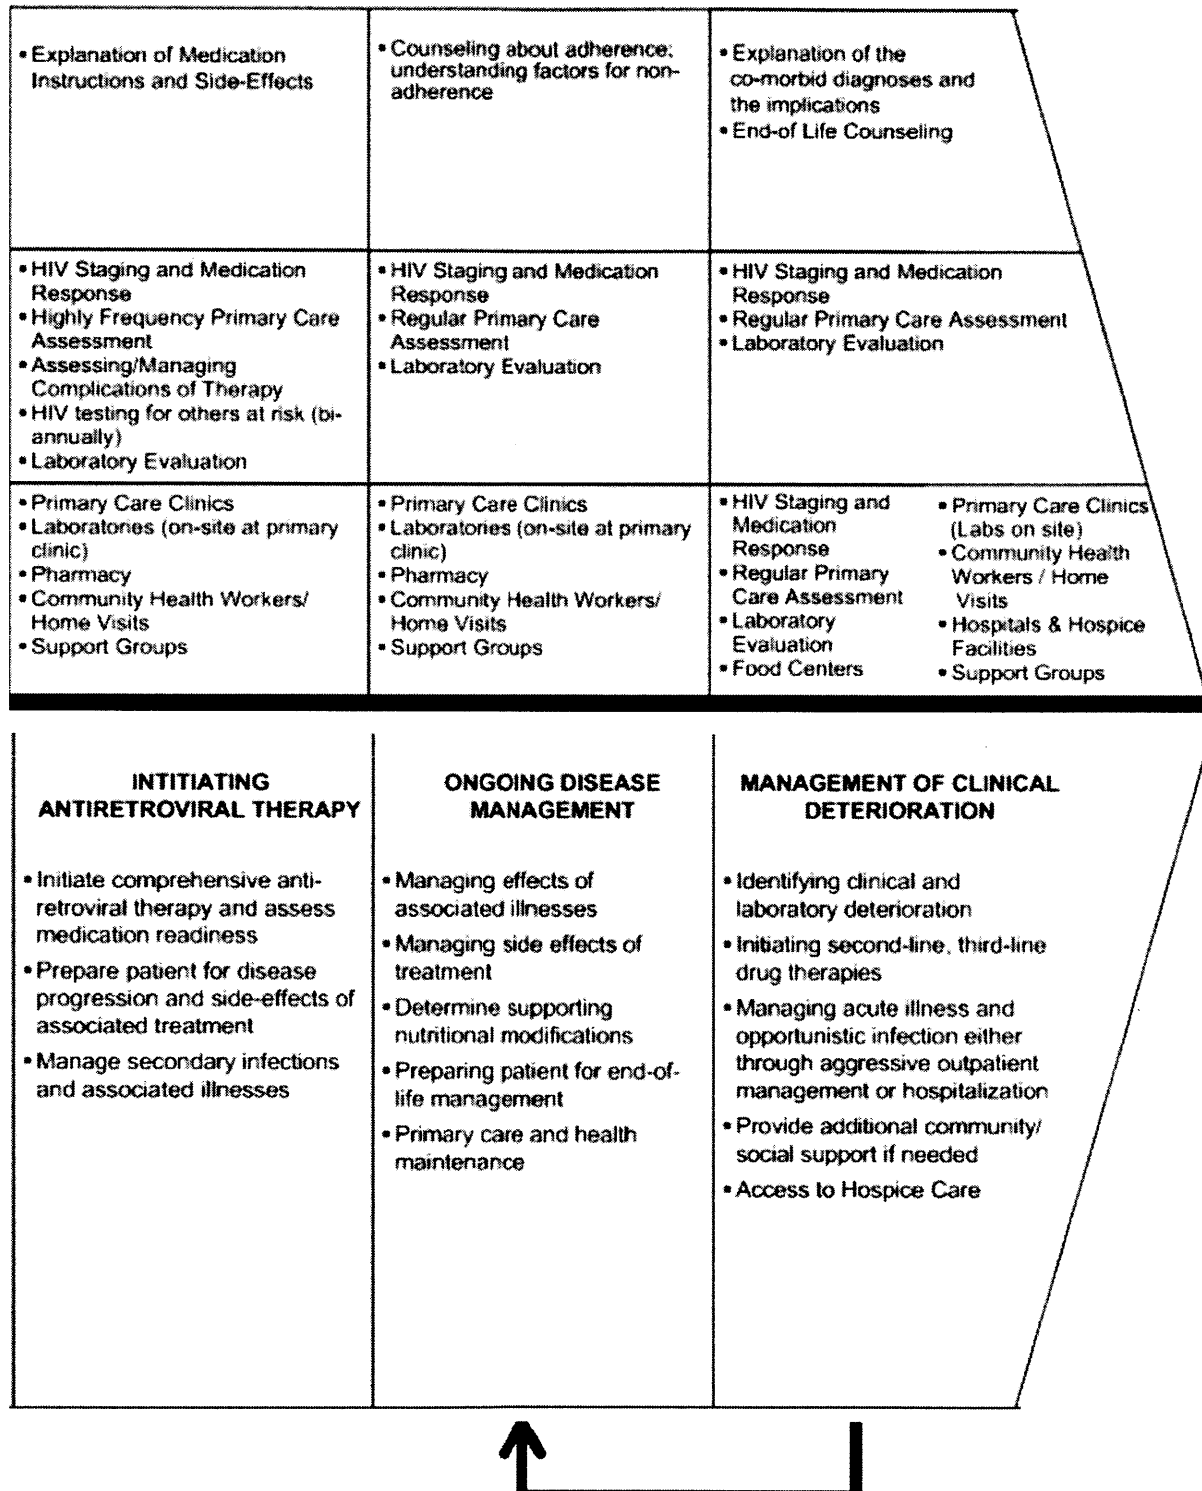 • Explanation of Medication
Instructions and Side-Effects
• Counseling about adherence;
understanding factors for non-
adherence
• Explanation of the
co-morbid diagnoses and
the implications
• End-of Life Counseling
• HIV Staging and Medication
Response
• Highly Frequency Primary Care
Assessment
• Assessing/Managing
Complications of Therapy
• HIV testing for others at risk (bi-
annually)
• Laboratory Evaluation
• HIV Staging and Medication
Response
• Regular Primary Care
Assessment
• Laboratory Evaluation
• HIV Staging and Medication
Response
• Regular Primary Care Assessment
• Laboratory Evaluation
• Primary Care Clinics
• Laboratories (on-site at primary
clinic)
• Pharmacy
• Community Health Workers/
Home Visits
• Support Groups
• Primary Care Clinics
• Laboratories (on-site at primary
clinic)
• Pharmacy
• Community Health Workers/
Home Visits
• Support Groups
• HIV Staging and
Medication
Response
• Regular Primary
Care Assessment
• Laboratory
Evaluation
• Food Centers
• Primary Care Clinics
(Labs on site)
• Community Health
Workers / Home
Visits
• Hospitals & Hospice
Facilities
• Support Groups
INTITIATING
ANTIRETROVIRAL THERAPY
• Initiate comprehensive anti-
retroviral therapy and assess
medication readiness
• Prepare patient for disease
progression and side-effects of
associated treatment
• Manage secondary infections
and associated illnesses
ONGOING DISEASE
MANAGEMENT
• Managing effects of
associated illnesses
• Managing side effects of
treatment
• Determine supporting
nutritional modifications
• Preparing patient for end-of-
life management
• Primary care and health
maintenance
MANAGEMENT OF CLINICAL
DETERIORATION
• Identifying clinical and
laboratory deterioration
• Initiating second-line, third-line
drug therapies
• Managing acute illness and
opportunistic infection either
through aggressive outpatient
management or hospitalization
• Provide additional community/
social support if needed
• Access to Hospice Care